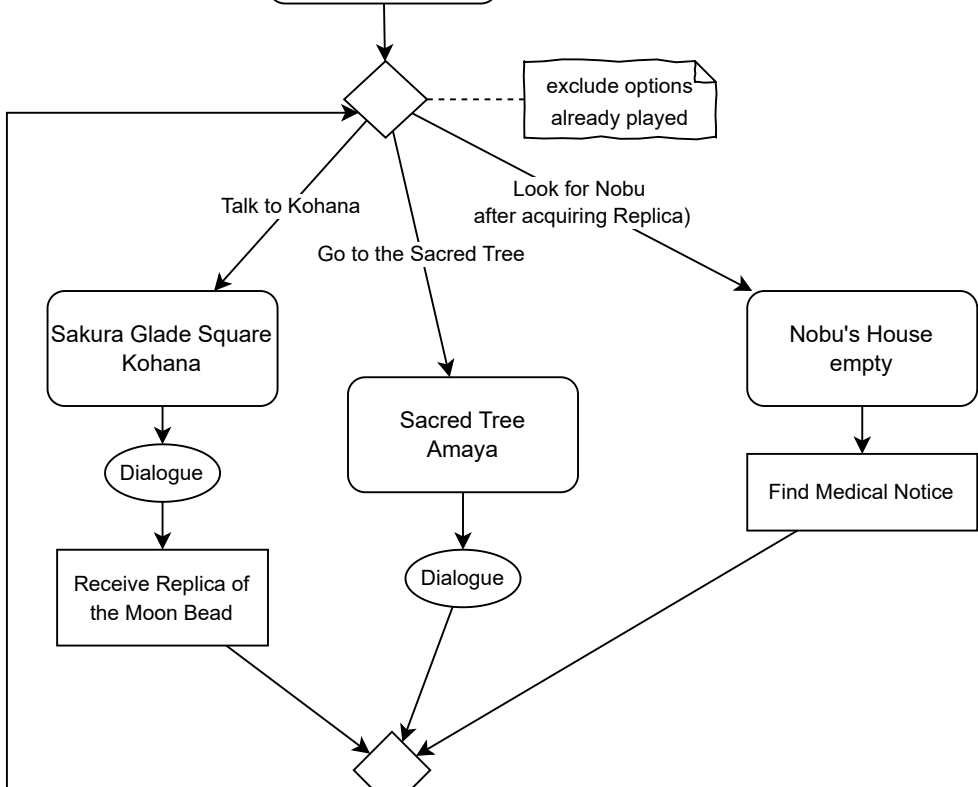 exclude options
already played
Talk to Kohana
Look for Nobu
after acquiring Replica)
Go to the Sacred Tree
Sakura Glade Square
Kohana
Nobu's House
empty
Sacred Tree
Amaya
Dialogue
Find Medical Notice
Dialogue
Receive Replica of
the Moon Bead